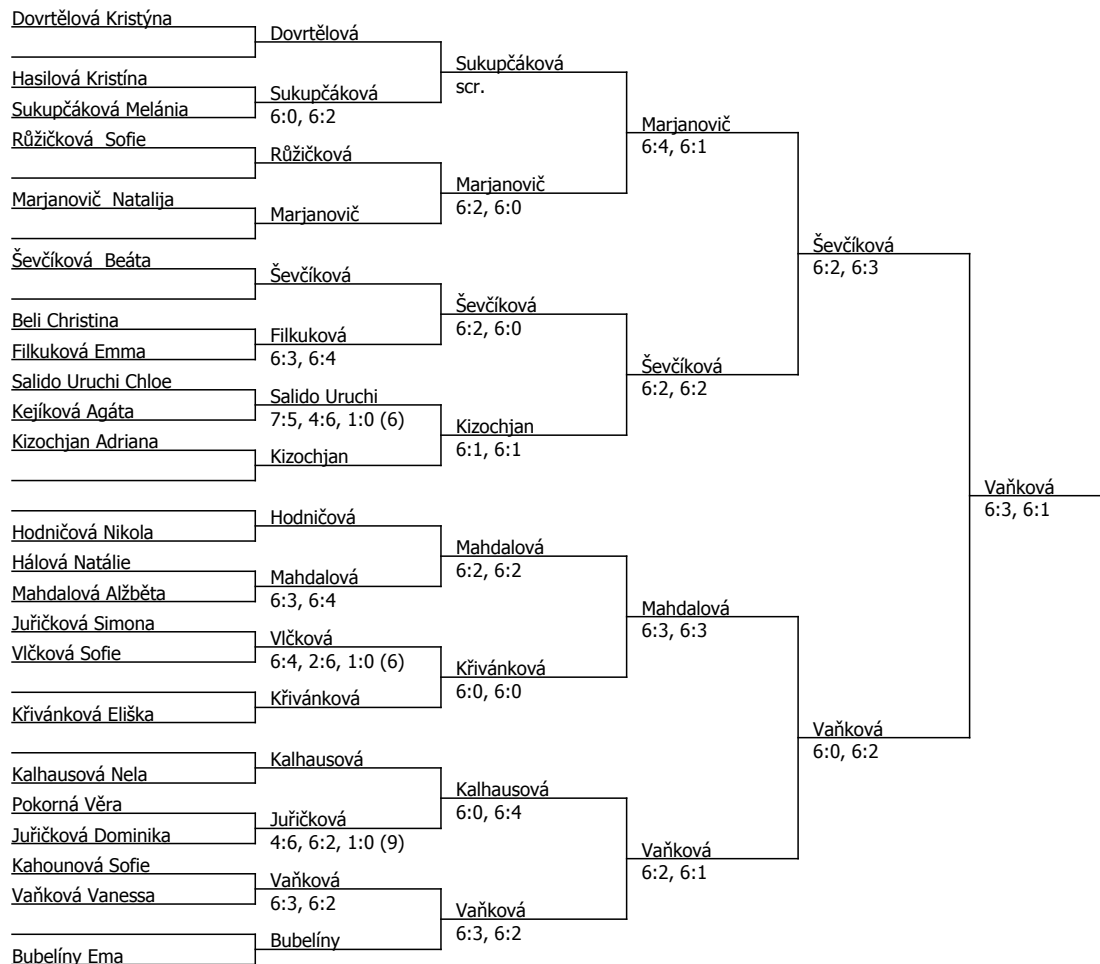 Dovrtělová Kristýna
Hasilová Kristína
Sukupčáková Melánia
Růžičková  Sofie
Marjanovič  Natalija
Ševčíková  Beáta
Beli Christina
Filkuková Emma
Salido Uruchi Chloe
Kejíková Agáta
Kizochjan Adriana
Hodničová Nikola
Hálová Natálie
Mahdalová Alžběta
Juřičková Simona
Vlčková Sofie
Křivánková Eliška
Kalhausová Nela
Pokorná Věra
Juřičková Dominika
Kahounová Sofie
Vaňková Vanessa
Bubelíny Ema
Dovrtělová
Sukupčáková
6:0, 6:2
Růžičková
Marjanovič
Ševčíková
Filkuková
6:3, 6:4
Salido Uruchi
7:5, 4:6, 1:0 (6)
Kizochjan
Hodničová
Mahdalová
6:3, 6:4
Vlčková
6:4, 2:6, 1:0 (6)
Křivánková
Kalhausová
Juřičková
4:6, 6:2, 1:0 (9)
Vaňková
6:3, 6:2
Bubelíny
Sukupčáková
scr.
Marjanovič
6:2, 6:0
Ševčíková
6:2, 6:0
Kizochjan
6:1, 6:1
Mahdalová
6:2, 6:2
Křivánková
6:0, 6:0
Kalhausová
6:0, 6:4
Vaňková
6:3, 6:2
Marjanovič
6:4, 6:1
Ševčíková
6:2, 6:2
Mahdalová
6:3, 6:3
Vaňková
6:2, 6:1
Ševčíková
6:2, 6:3
Vaňková
6:0, 6:2
Vaňková
6:3, 6:1